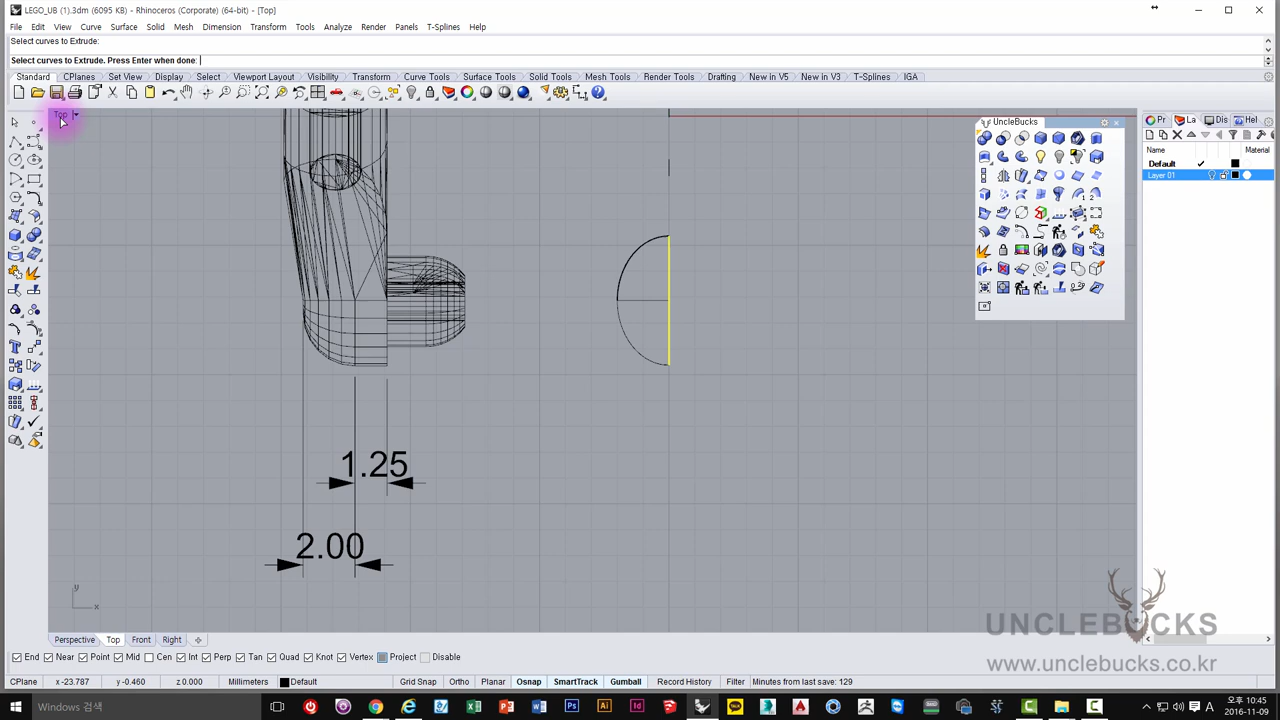 LEGO_UB (1).3dm (6095 KB) - Rhinoceros (Corporate) (64-bit) - [Top]
File Edit View Curve Surface Solid Mesh Dimension Transform Tools Analyze Render Panels T-Splines Help
Select curves to Extrude:
Select curves to Extrude. Press Enter when done:
Standard CPlanes Set View Display Select Viewport Layout Visibility Transform Curve Tools Surface Tools Solid Tools Mesh Tools Render Tools Drafting New in V5 New in V3 T-Splines IGA
Top
UncleBucks
Pr La Dis Hel
Name Material
Default
Layer 01
1.25
2.00
y
x
UNCLEBUCKS
www.unclebucks.co.kr
Perspective Top Front Right
End Near Point Mid Cen Int Perp Tan Quad Knot Vertex Project Disable
CPlane x -23.787 y -0.460 z 0.000 Millimeters Default Grid Snap Ortho Planar Osnap SmartTrack Gumball Record History Filter Minutes from last save: 129
Windows 검색
A 오후 10:45
2016-11-09